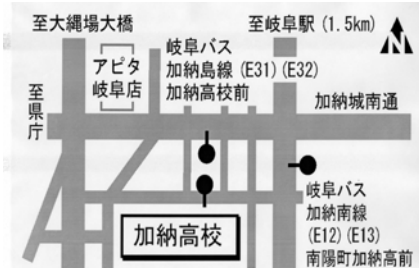 至大縄場大橋
至岐阜駅 (1.5km)
N
アピタ
岐阜店
岐阜バス
加納島線 (E31) (E32)
加納高校前
至県庁
加納城南通
岐阜バス
加納南線
(E12) (E13)
南陽町加納高前
加納高校